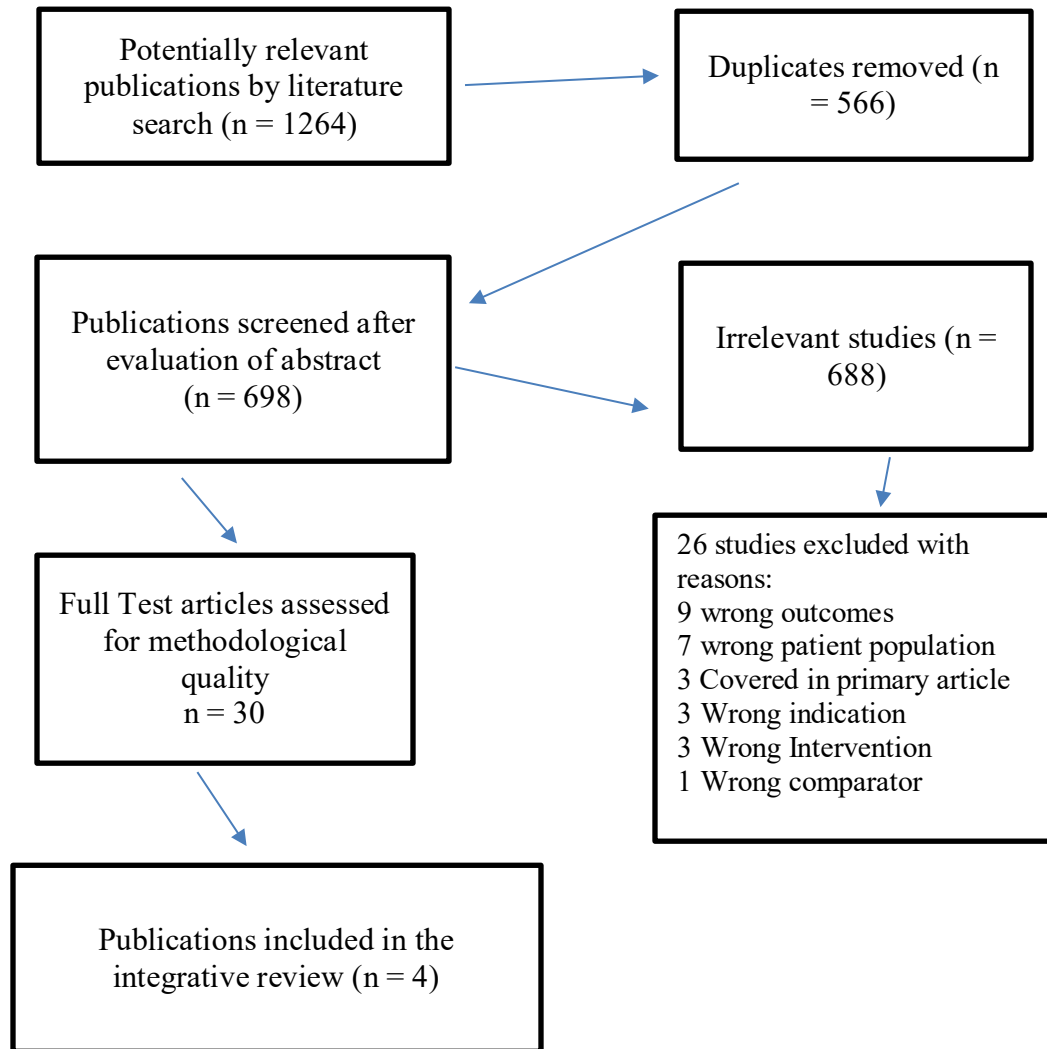 Potentially relevant
publications by literature
search (n = 1264)
Duplicates removed (n
= 566)
Publications screened after
evaluation of abstract
(n = 698)
Irrelevant studies (n =
688)
Full Test articles assessed
for methodological
quality
n = 30
26 studies excluded with
reasons:
9 wrong outcomes
7 wrong patient population
3 Covered in primary article
3 Wrong indication
3 Wrong Intervention
1 Wrong comparator
Publications included in the
integrative review (n = 4)